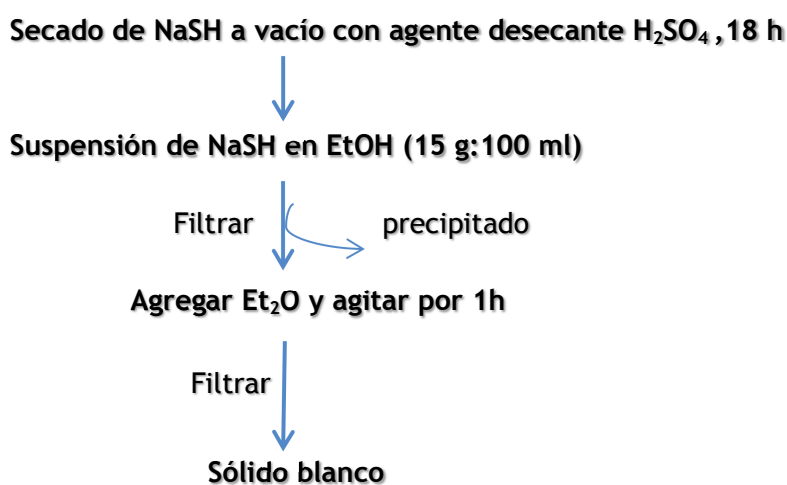 Secado de NaSH a vacío con agente desecante H₂SO₄ ,18 h
Suspensión de NaSH en EtOH (15 g:100 ml)
Filtrar precipitado
Agregar Et₂O y agitar por 1h
Filtrar
Sólido blanco